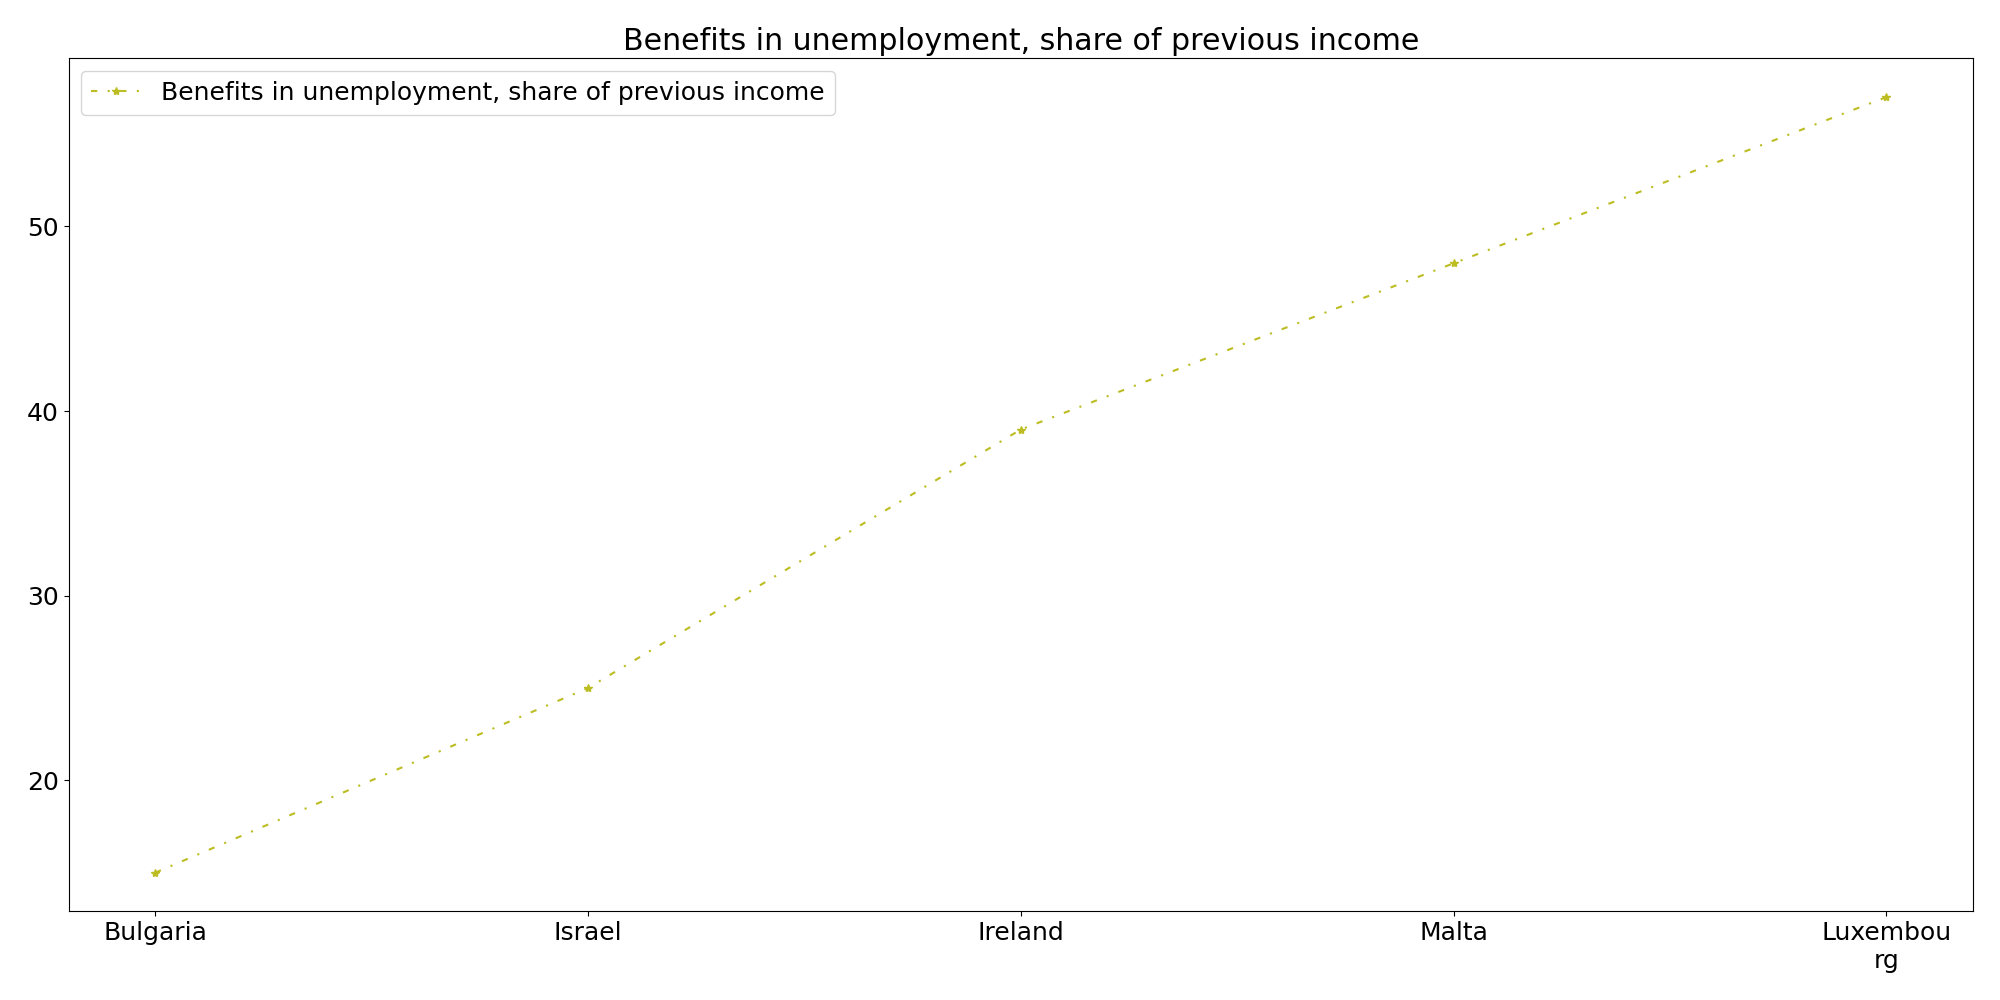 Benefits in unemployment, share of previous income
Benefits in unemployment, share of previous income
50
40
30
20
Bulgaria
Israel
Ireland
Malta
Luxembou
rg